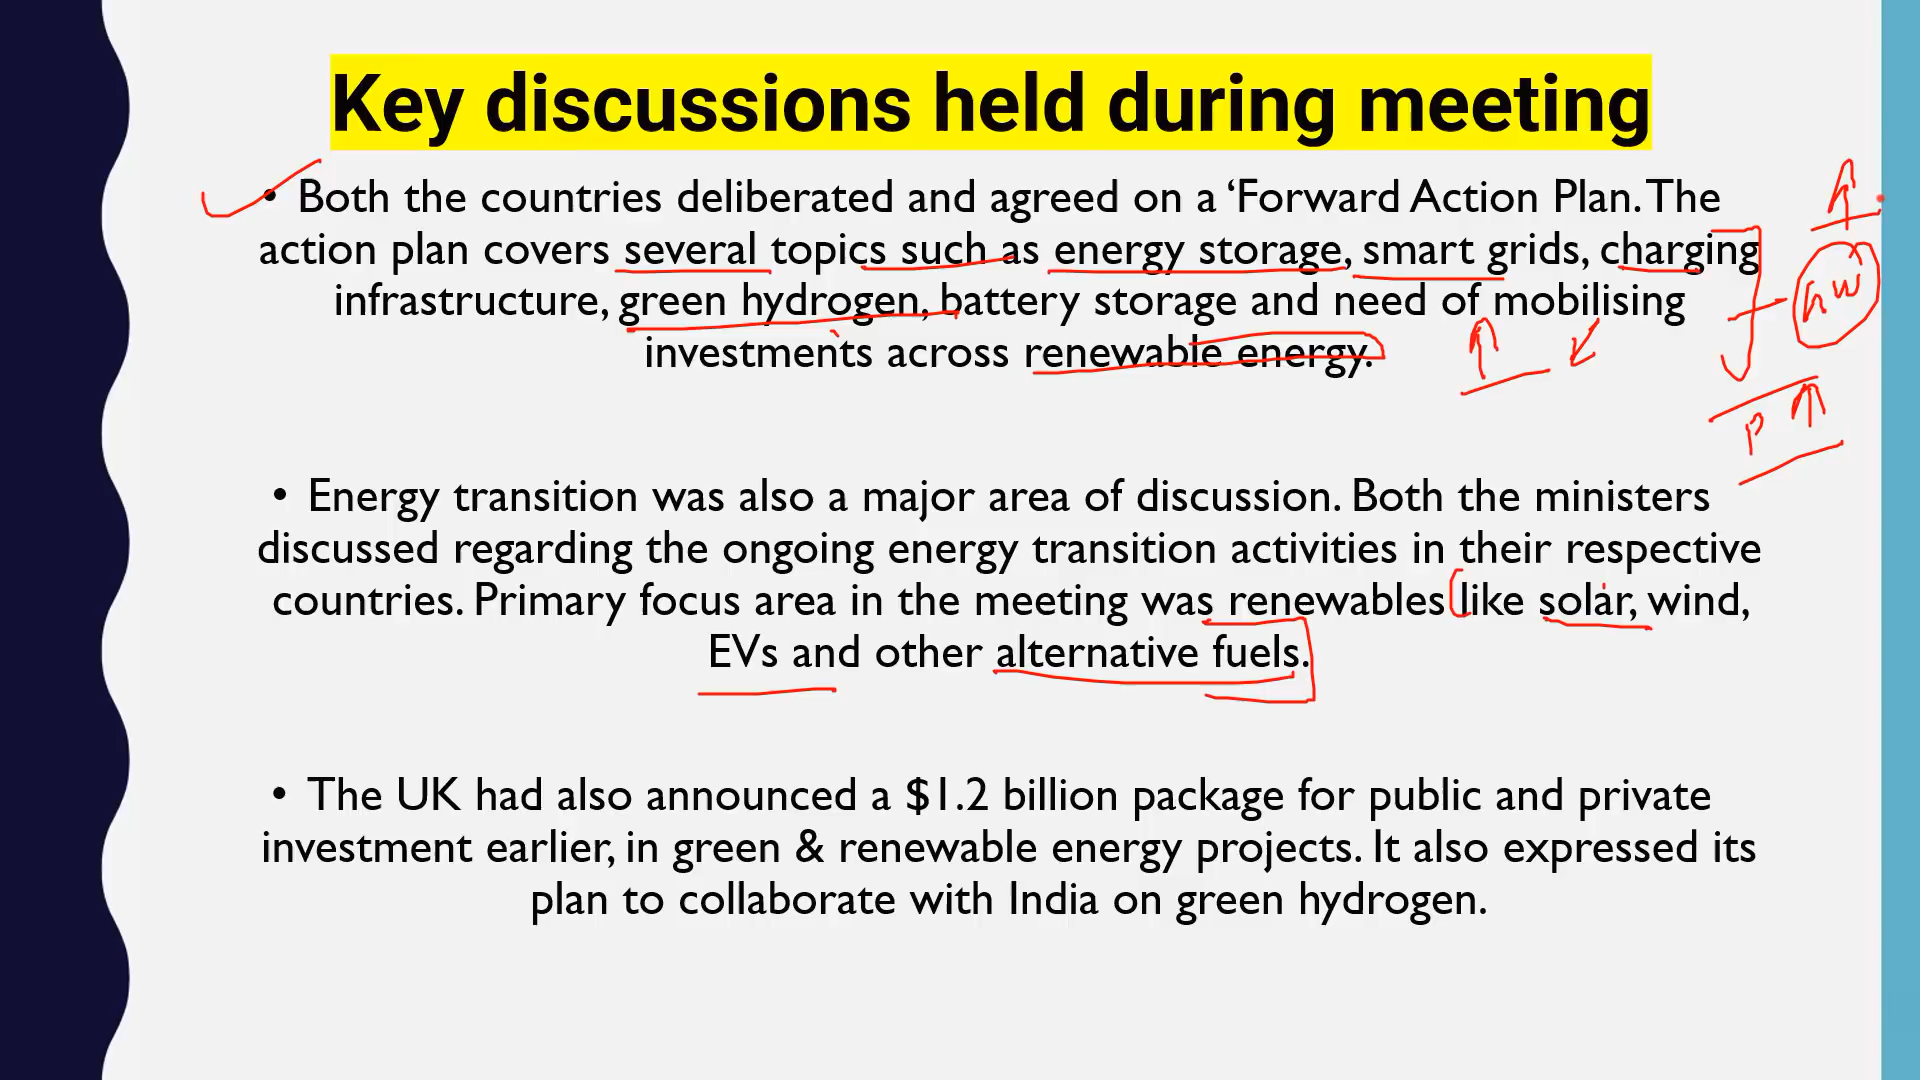 Key discussions held during meeting
• Both the countries deliberated and agreed on a ‘Forward Action Plan. The
action plan covers several topics such as energy storage, smart grids, charging
infrastructure, green hydrogen, battery storage and need of mobilising
investments across renewable energy.
P
• Energy transition was also a major area of discussion. Both the ministers
discussed regarding the ongoing energy transition activities in their respective
countries. Primary focus area in the meeting was renewables like solar, wind,
EVs and other alternative fuels.
• The UK had also announced a $1.2 billion package for public and private
investment earlier, in green & renewable energy projects. It also expressed its
plan to collaborate with India on green hydrogen.